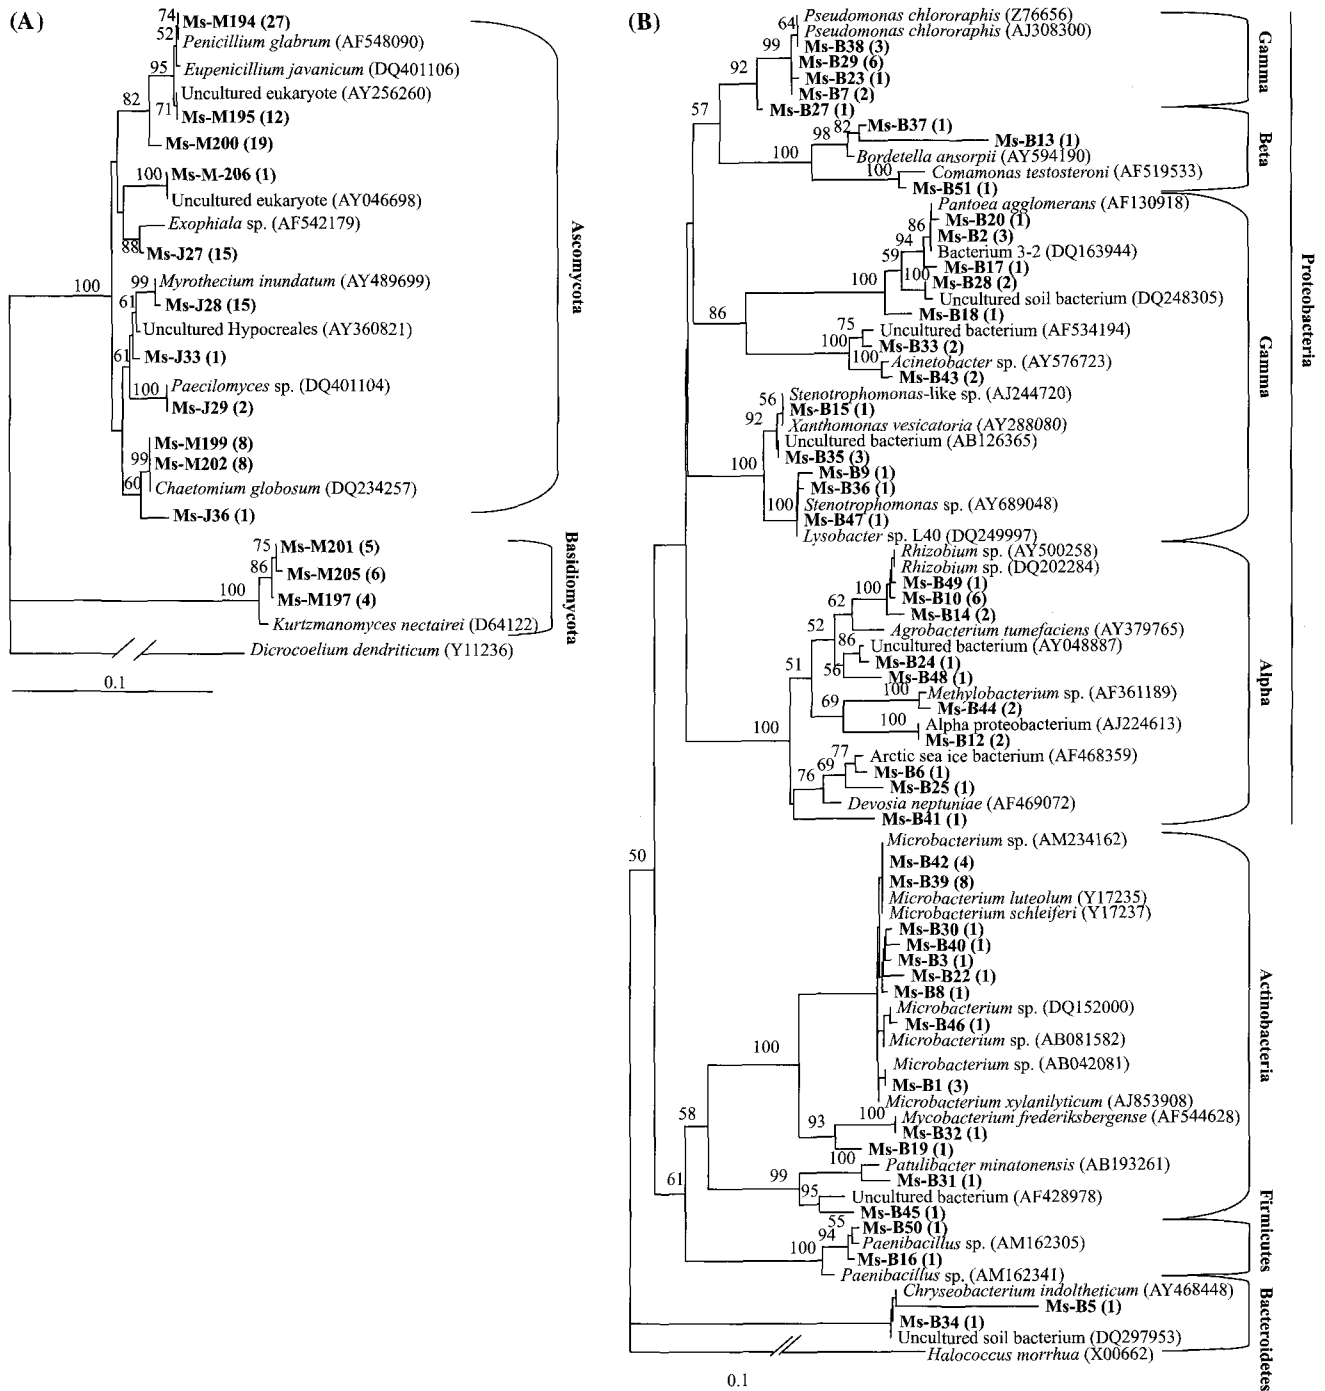 (A)
74
Ms-M194 (27)
52
Penicillium glabrum (AF548090)
95
Eupenicillium javanicum (DQ401106)
82
Uncultured eukaryote (AY256260)
71
Ms-M195 (12)
Ms-M200 (19)
100
Ms-M-206 (1)
Uncultured eukaryote (AY046698)
Exophiala sp. (AF542179)
88
Ms-J27 (15)
100
99
Myrothecium inundatum (AY489699)
61
Ms-J28 (15)
Uncultured Hypocreales (AY360821)
61
Ms-J33 (1)
100
Paecilomyces sp. (DQ401104)
Ms-J29 (2)
Ms-M199 (8)
99
Ms-M202 (8)
60
Chaetomium globosum (DQ234257)
Ms-J36 (1)
Ascomycota
75
Ms-M201 (5)
86
Ms-M205 (6)
100
Ms-M197 (4)
Kurtzmanomyces nectairei (D64122)
Basidiomycota
Dicrocoelium dendriticum (Y11236)
0.1
(B)
Pseudomonas chlororaphis (Z76656)
64
Pseudomonas chlororaphis (AJ308300)
99
Ms-B38 (3)
92
Ms-B29 (6)
Ms-B23 (1)
Ms-B7 (2)
57
Ms-B27 (1)
Gamma
98
82
Ms-B37 (1)
Ms-B13 (1)
100
Bordetella ansorpii (AY594190)
100
Comamonas testosteroni (AF519533)
Ms-B51 (1)
Beta
Pantoea agglomerans (AF130918)
86
Ms-B20 (1)
94
Ms-B2 (3)
59
Bacterium 3-2 (DQ163944)
100
Ms-B17 (1)
100
Ms-B28 (2)
Uncultured soil bacterium (DQ248305)
86
Ms-B18 (1)
75
Uncultured bacterium (AF534194)
100
Ms-B33 (2)
100
Acinetobacter sp. (AY576723)
Ms-B43 (2)
56
Stenotrophomonas-like sp. (AJ244720)
92
Ms-B15 (1)
Xanthomonas vesicatoria (AY288080)
Uncultured bacterium (AB126365)
100
Ms-B35 (3)
Ms-B9 (1)
Ms-B36 (1)
100
Stenotrophomonas sp. (AY689048)
Ms-B47 (1)
Lysobacter sp. L40 (DQ249997)
Gamma
Rhizobium sp. (AY500258)
Rhizobium sp. (DQ202284)
100
Ms-B49 (1)
62
Ms-B10 (6)
Ms-B14 (2)
52
Agrobacterium tumefaciens (AY379765)
86
Uncultured bacterium (AY048887)
51
56
Ms-B24 (1)
Ms-B48 (1)
69
100
Methylobacterium sp. (AF361189)
Ms-B44 (2)
100
100
Alpha proteobacterium (AJ224613)
Ms-B12 (2)
77
Arctic sea ice bacterium (AF468359)
76
69
Ms-B6 (1)
Ms-B25 (1)
Devosia neptuniae (AF469072)
Ms-B41 (1)
Alpha
Proteobacteria
50
Microbacterium sp. (AM234162)
Ms-B42 (4)
Ms-B39 (8)
Microbacterium luteolum (Y17235)
Microbacterium schleiferi (Y17237)
Ms-B30 (1)
Ms-B40 (1)
Ms-B3 (1)
Ms-B22 (1)
Ms-B8 (1)
Microbacterium sp. (DQ152000)
Ms-B46 (1)
Microbacterium sp. (AB081582)
100
Microbacterium sp. (AB042081)
Ms-B1 (3)
Microbacterium xylanilyticum (AJ853908)
58
93
100
Mycobacterium frederiksbergense (AF544628)
Ms-B32 (1)
Ms-B19 (1)
100
Patulibacter minatonensis (AB193261)
61
99
Ms-B31 (1)
95
Uncultured bacterium (AF428978)
Ms-B45 (1)
Actinobacteria
55
Ms-B50 (1)
94
Paenibacillus sp. (AM162305)
100
Ms-B16 (1)
Paenibacillus sp. (AM162341)
Firmicutes
Chryseobacterium indoltheticum (AY468448)
Ms-B5 (1)
Ms-B34 (1)
Uncultured soil bacterium (DQ297953)
Bacteroidetes
Halococcus morrhua (X00662)
0.1